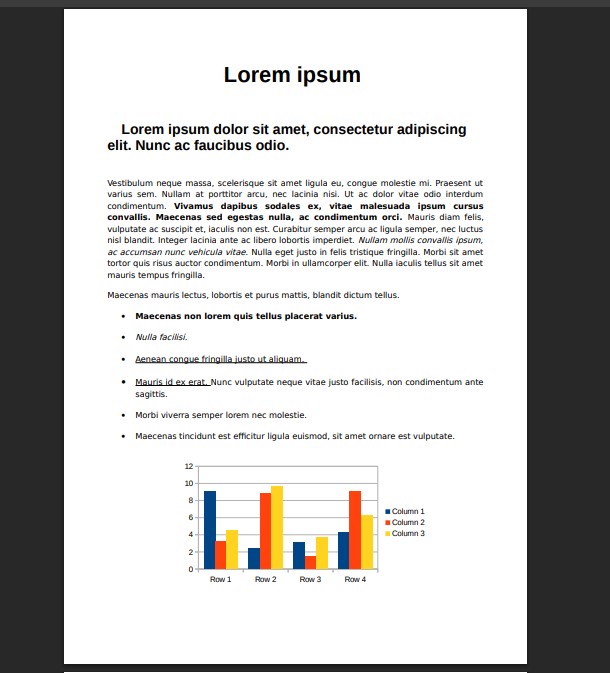 Lorem ipsum
Lorem ipsum dolor sit amet, consectetur adipiscing
elit. Nunc ac faucibus odio.
Vestibulum neque massa, scelerisque sit amet ligula eu, congue molestie mi. Praesent ut
varius sem. Nullam at porttitor arcu, nec lacinia nisi. Ut ac dolor vitae odio interdum
condimentum. Vivamus dapibus sodales ex, vitae malesuada ipsum cursus
convallis. Maecenas sed egestas nulla, ac condimentum orci. Mauris diam felis,
vulputate ac suscipit et, iaculis non est. Curabitur semper arcu ac ligula semper, nec luctus
nisl blandit. Integer lacinia ante ac libero lobortis imperdiet. Nullam mollis convallis ipsum,
ac accumsan nunc vehicula vitae. Nulla eget justo in felis tristique fringilla. Morbi sit amet
tortor quis risus auctor condimentum. Morbi in ullamcorper elit. Nulla iaculis tellus sit amet
mauris tempus fringilla.
Maecenas mauris lectus, lobortis et purus mattis, blandit dictum tellus.
• Maecenas non lorem quis tellus placerat varius.
• Nulla facilisi.
• Aenean congue fringilla justo ut aliquam.
• Mauris id ex erat. Nunc vulputate neque vitae justo facilisis, non condimentum ante
sagittis.
• Morbi viverra semper lorem nec molestie.
• Maecenas tincidunt est efficitur ligula euismod, sit amet ornare est vulputate.
12
10
8
6
4
2
0
Row 1 Row 2 Row 3 Row 4
Column 1
Column 2
Column 3